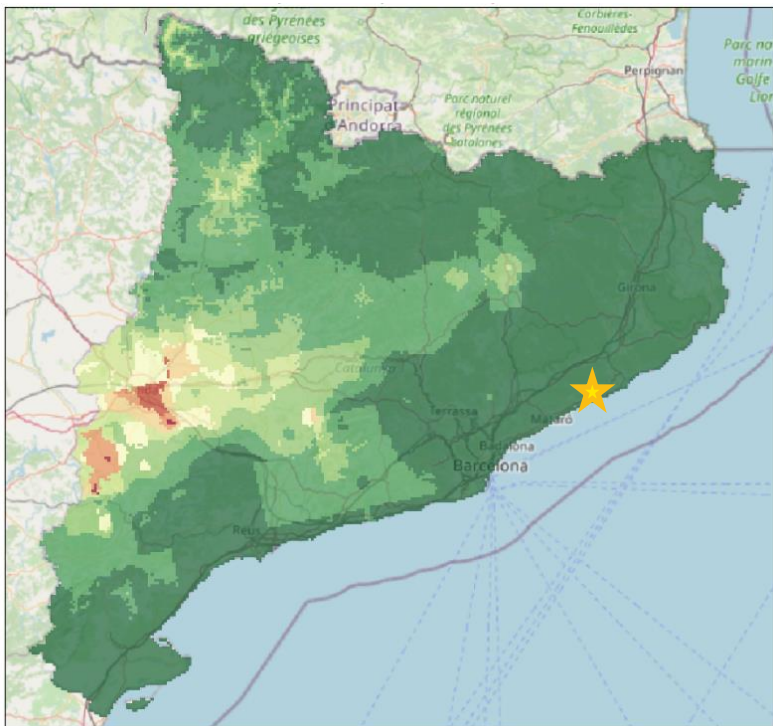 des Pyrénées
ariégeoises
Corbières-
Fenouillèdes
Parc na
marin
Golfe
Lion
Perpignan
Principat
d'Andorra
Parc naturel
régional
des Pyrénées
Catalanes
Girona
Catalunya
Terrassa
Mataró
Badalona
Barcelona
Reus